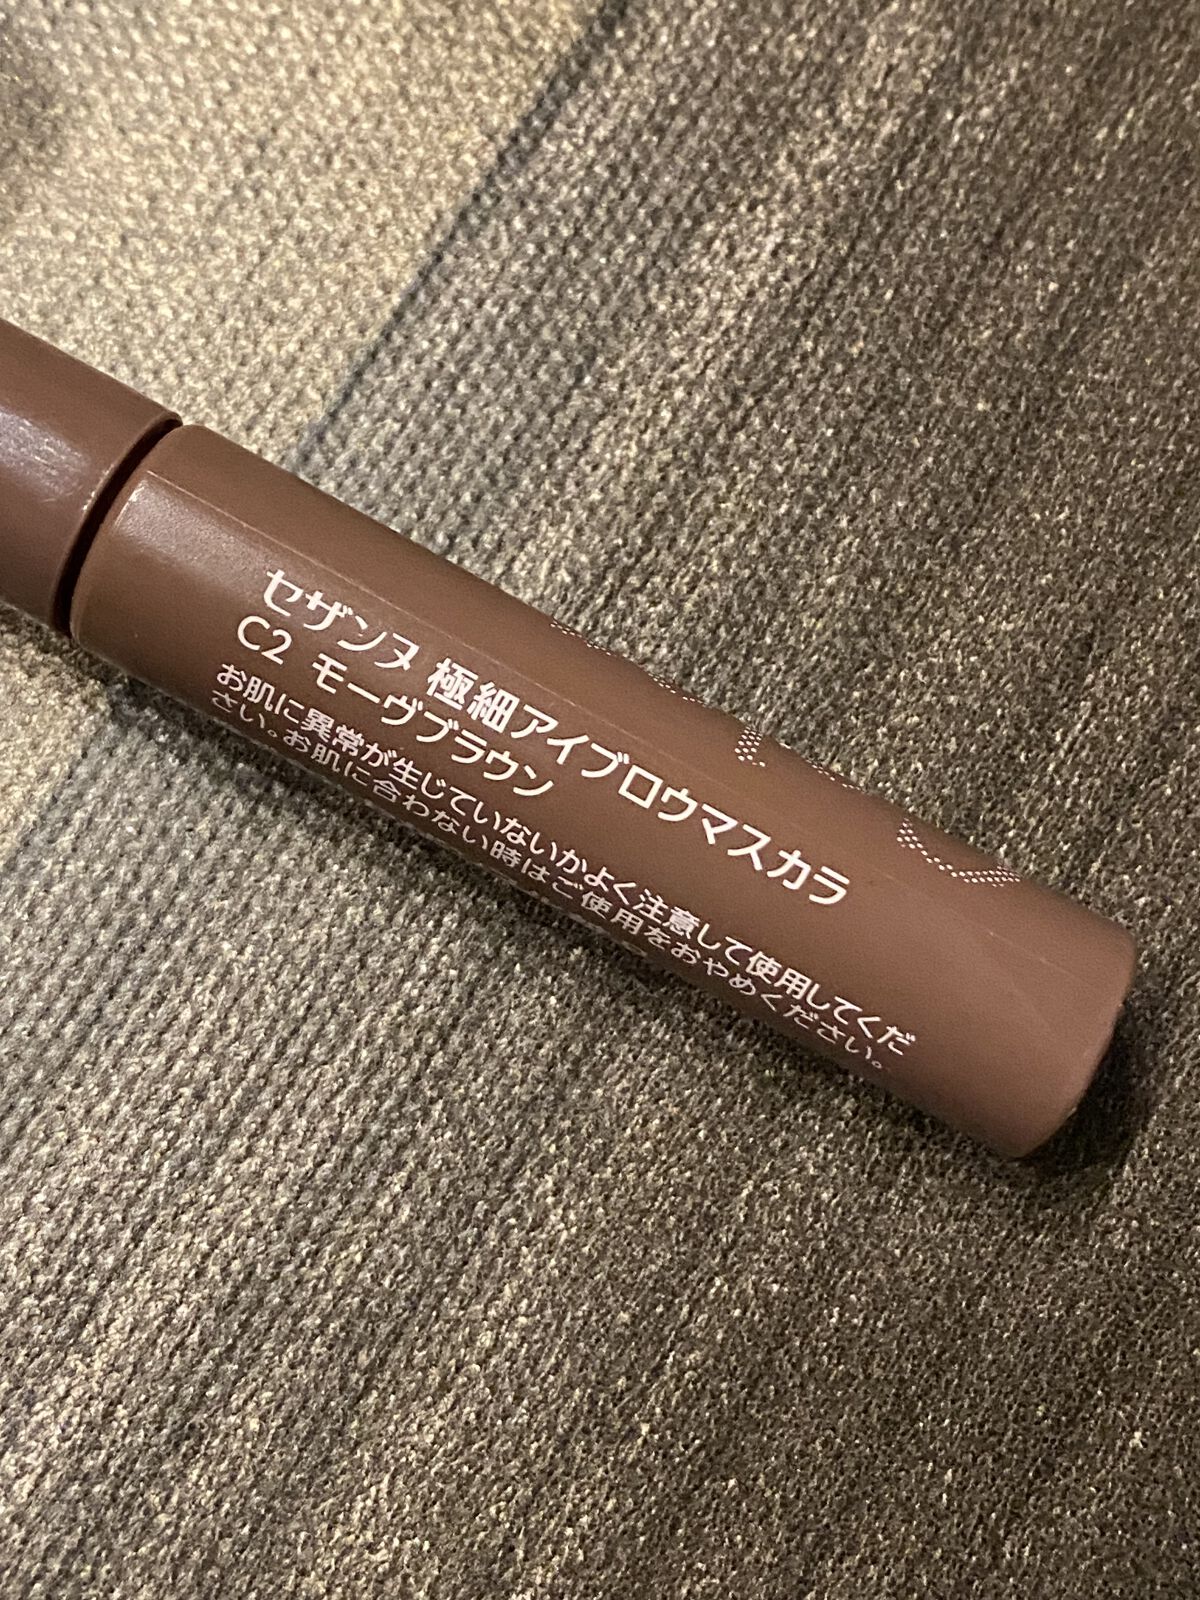 セザンヌ 極細アイブロウマスカラ
C2 モーヴブラウン
お肌に異常が生じていないかよく注意して使用してくだ
さい。お肌に合わない時はご使用をおやめください。